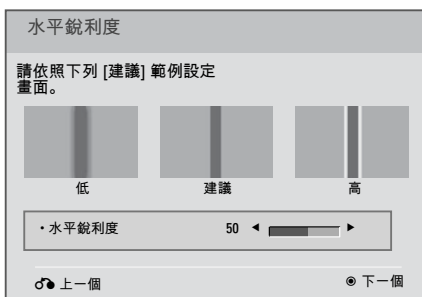 水平銳利度
請依照下列 [建議] 範例設定
畫面。
低 建議 高
・水平銳利度 50 ◄ ►
上一個 ◉ 下一個